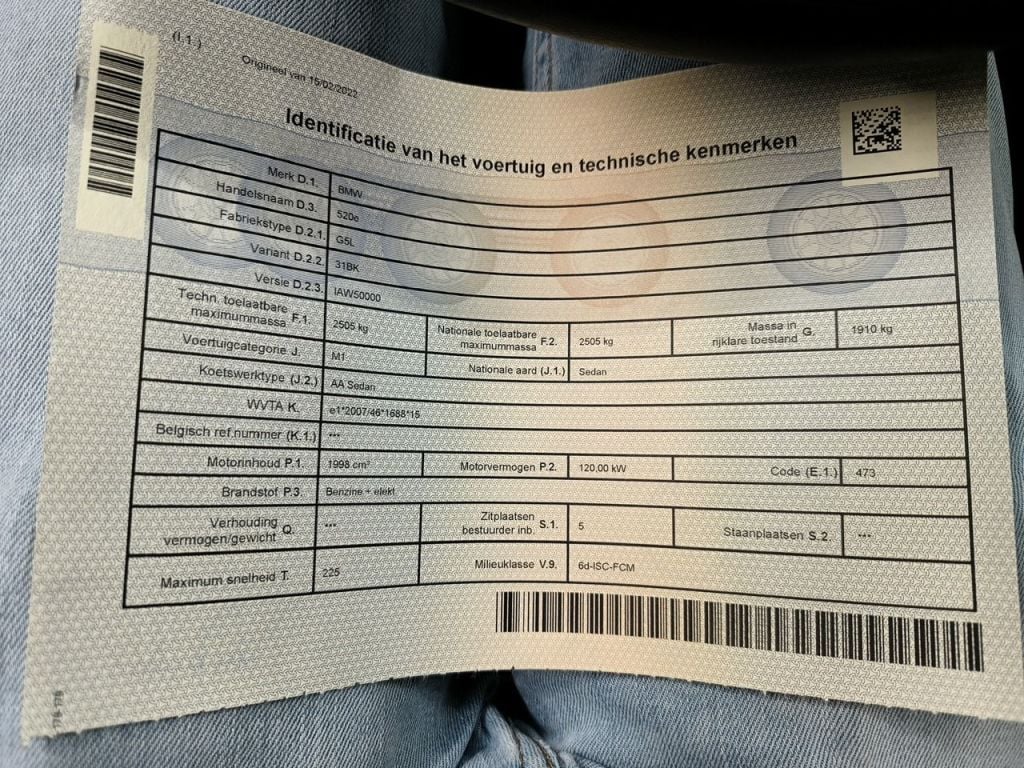 (I.1.)
Origineel van 15/02/2022
Identificatie van het voertuig en technische kenmerken
Merk D.1. BMW
Handelsnaam D.3. 520e
Fabriekstype D.2.1. G5L
Variant D.2.2. 31BK
Versie D.2.3. IAW50000
Techn. toelaatbare maximummassa F.1. 2505 kg Nationale toelaatbare maximummassa F.2. 2505 kg Massa in rijklare toestand G. 1910 kg
Voertuigcategorie J. M1 Nationale aard (J.1.) Sedan
Koetswerktype (J.2.) AA Sedan
WVTA K. e1*2007/46*1688*15
Belgisch ref.nummer (K.1.) ***
Motorinhoud P.1. 1998 cm³ Motorvermogen P.2. 120,00 kW Code (E.1.) 473
Brandstof P.3. Benzine + elekt
Verhouding vermogen/gewicht Q. *** Zitplaatsen bestuurder inb. S.1. 5 Staanplaatsen S.2. ***
Maximum snelheid T. 225 Milieuklasse V.9. 6d-ISC-FCM